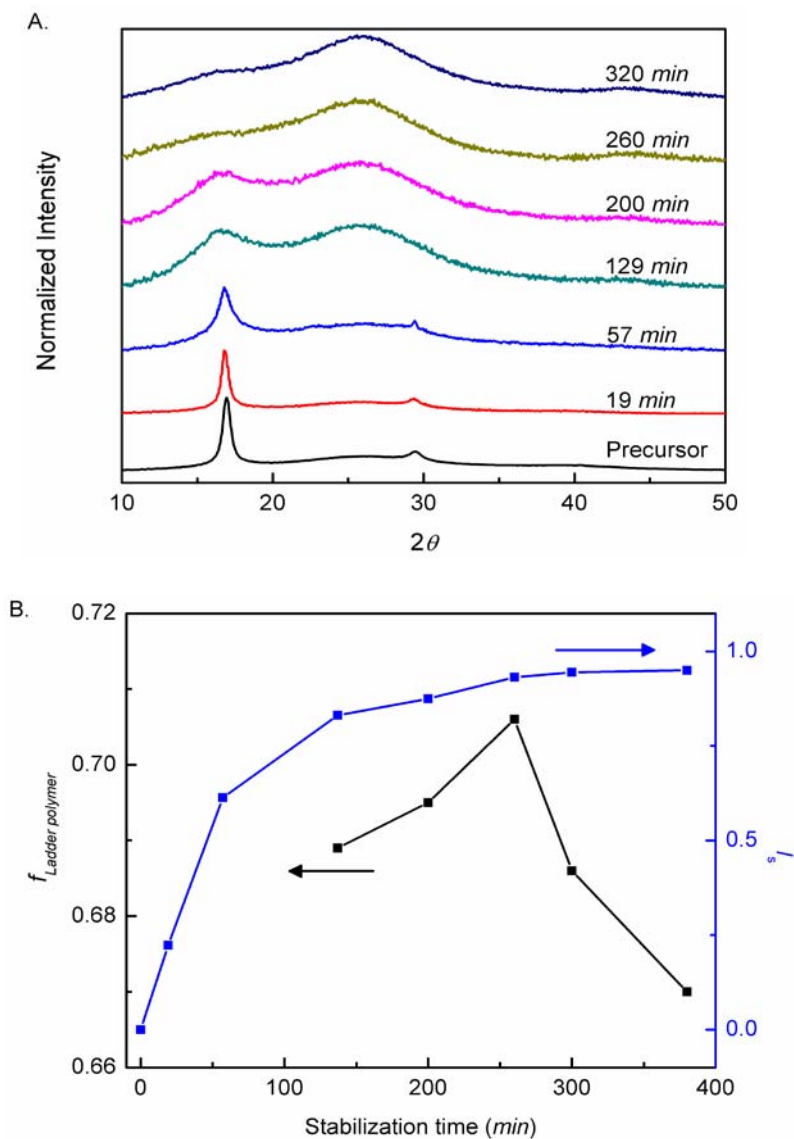 A.
320 min
260 min
200 min
129 min
57 min
19 min
Precursor
Normalized Intensity
10 20 30 40 50
2θ
B.
0.72
0.70
0.68
0.66
f Ladder polymer
1.0
0.5
0.0
I s
0 100 200 300 400
Stabilization time (min)